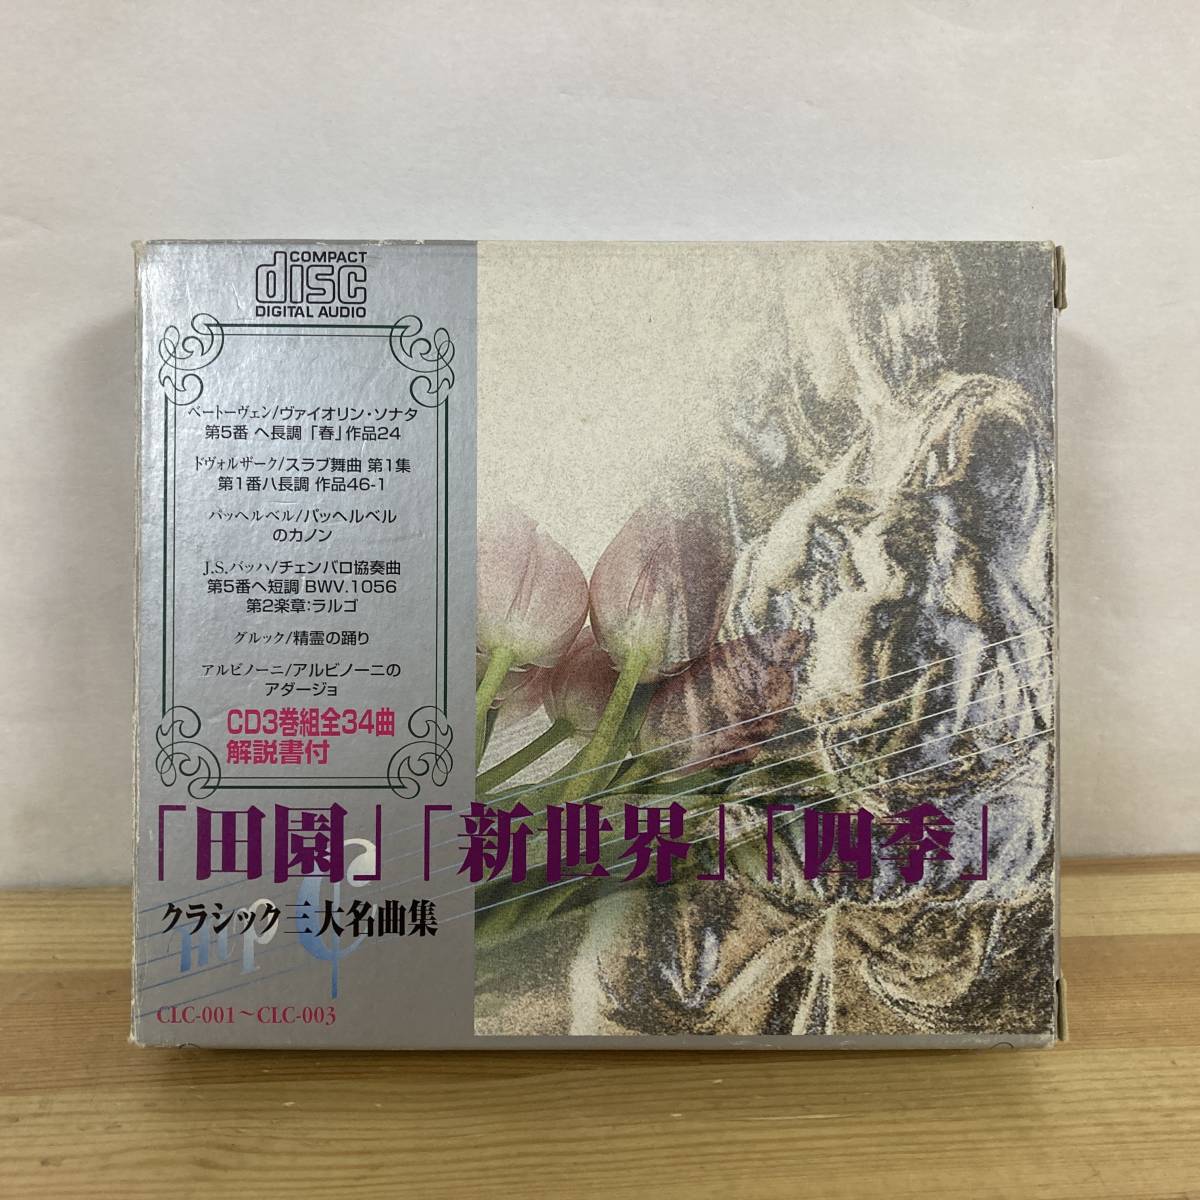 COMPACT
disc
DIGITAL AUDIO
ベートーヴェン/ヴァイオリン・ソナタ
第5番 ヘ長調「春」作品24
ドヴォルザーク/スラブ舞曲 第1集
第1番ハ長調 作品46-1
パッヘルベル/パッヘルベル
のカノン
J.S.バッハ/チェンバロ協奏曲
第5番ヘ短調 BWV.1056
第2楽章:ラルゴ
グルック/精霊の踊り
アルビノーニ/アルビノーニの
アダージョ
CD3巻組全34曲
解説書付
「田園」「新世界」「四季」
クラシック三大名曲集
mp
CLC-001〜CLC-003